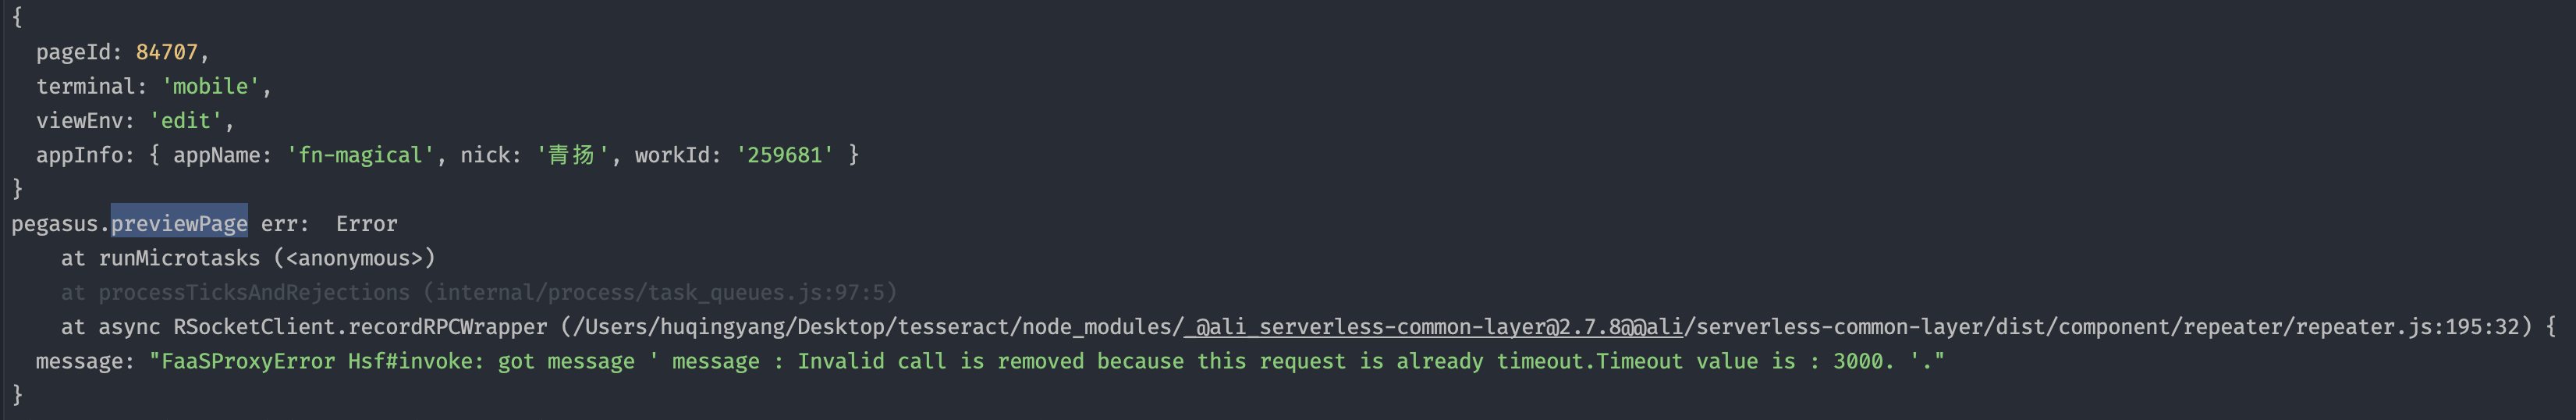 {
  pageId: 84707,
  terminal: 'mobile',
  viewEnv: 'edit',
  appInfo: { appName: 'fn-magical', nick: '青扬', workId: '259681' }
}
pegasus.previewPage err:  Error
    at runMicrotasks (<anonymous>)
    at processTicksAndRejections (internal/process/task_queues.js:97:5)
    at async RSocketClient.recordRPCWrapper (/Users/huqingyang/Desktop/tesseract/node_modules/_@ali_serverless-common-layer@2.7.8@@ali/serverless-common-layer/dist/component/repeater/repeater.js:195:32) {
  message: "FaaSProxyError Hsf#invoke: got message ' message : Invalid call is removed because this request is already timeout.Timeout value is : 3000. '."
}